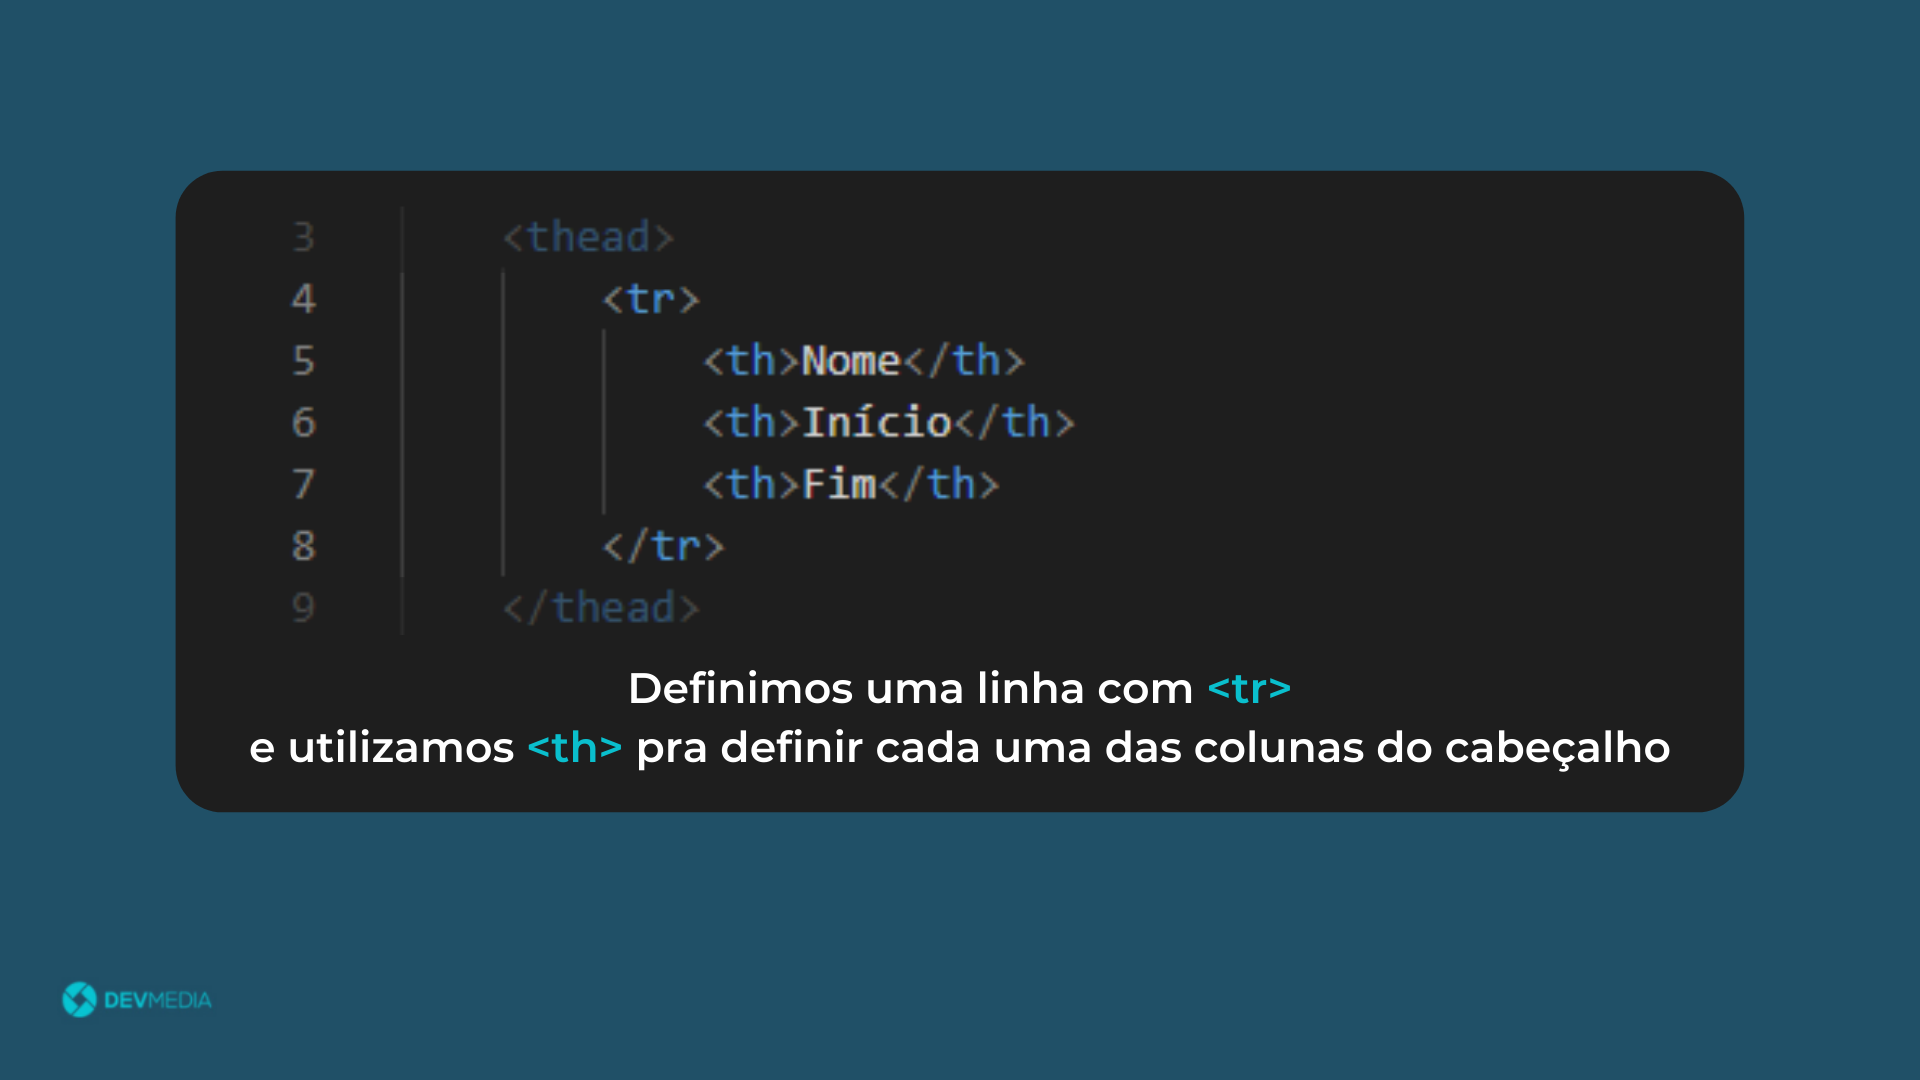 3 <thead>
4 <tr>
5 <th>Nome</th>
6 <th>Início</th>
7 <th>Fim</th>
8 </tr>
9 </thead>
Definimos uma linha com <tr>
e utilizamos <th> pra definir cada uma das colunas do cabeçalho
DEVMEDIA